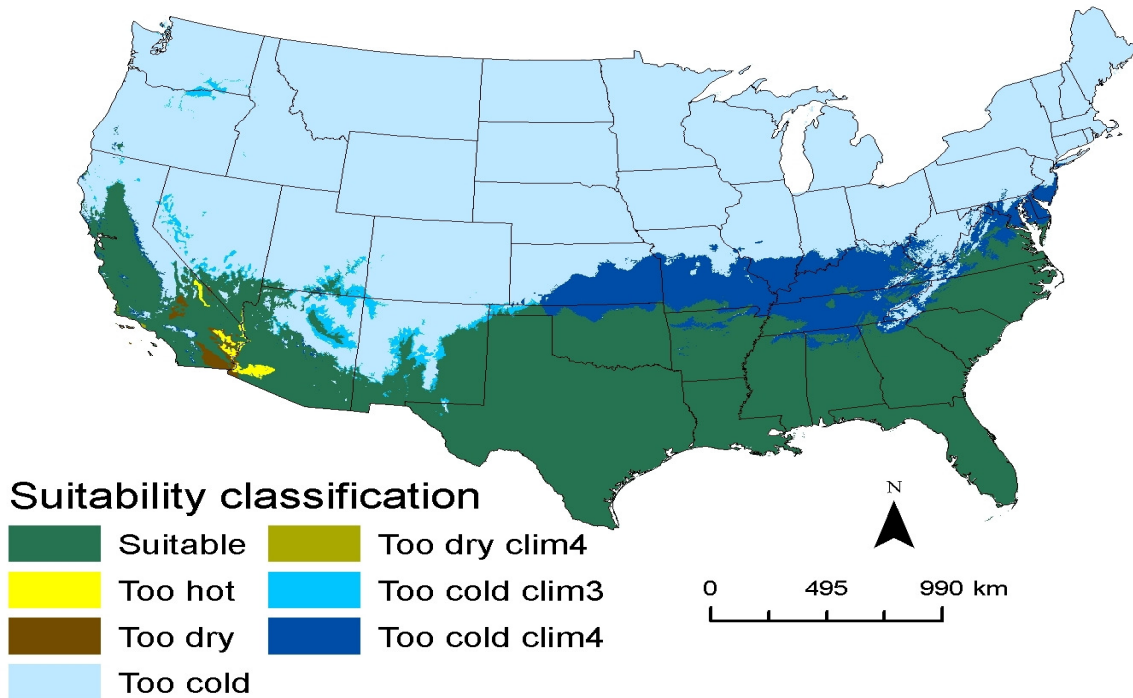 Suitability classification
Suitable
Too hot
Too dry
Too cold
Too dry clim4
Too cold clim3
Too cold clim4
N
0 495 990 km